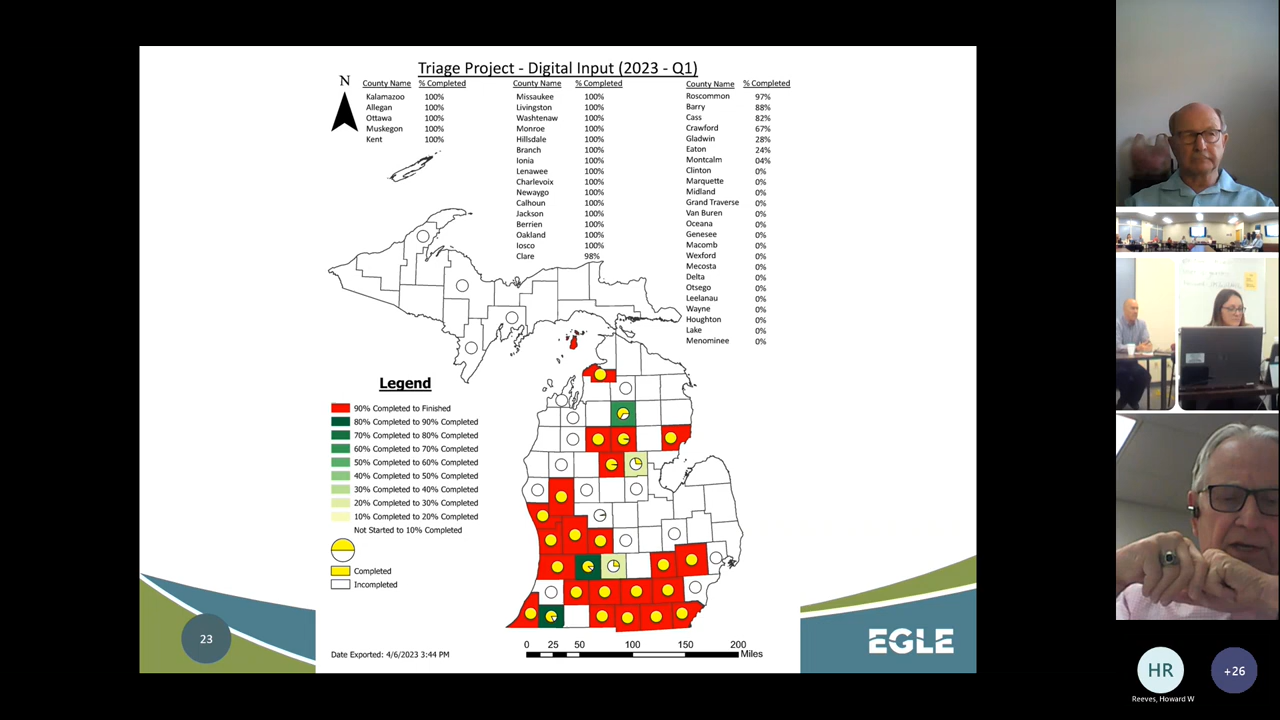 Triage Project - Digital Input (2023 - Q1)
N
County Name % Completed
Kalamazoo 100%
Allegan 100%
Ottawa 100%
Muskegon 100%
Kent 100%
County Name % Completed
Missaukee 100%
Livingston 100%
Washtenaw 100%
Monroe 100%
Hillsdale 100%
Branch 100%
Ionia 100%
Lenawee 100%
Charlevoix 100%
Newaygo 100%
Calhoun 100%
Jackson 100%
Berrien 100%
Oakland 100%
Iosco 100%
Clare 98%
County Name % Completed
Roscommon 97%
Barry 88%
Cass 82%
Crawford 67%
Gladwin 28%
Eaton 24%
Montcalm 04%
Clinton 0%
Marquette 0%
Midland 0%
Grand Traverse 0%
Van Buren 0%
Oceana 0%
Genesee 0%
Macomb 0%
Wexford 0%
Mecosta 0%
Delta 0%
Otsego 0%
Leelanau 0%
Wayne 0%
Houghton 0%
Lake 0%
Menominee 0%
Legend
90% Completed to Finished
80% Completed to 90% Completed
70% Completed to 80% Completed
60% Completed to 70% Completed
50% Completed to 60% Completed
40% Completed to 50% Completed
30% Completed to 40% Completed
20% Completed to 30% Completed
10% Completed to 20% Completed
Not Started to 10% Completed
Completed
Incompleted
23
Date Exported: 4/6/2023 3:44 PM
0 25 50 100 150 200
Miles
EGLE
HR
Reeves, Howard W
+26